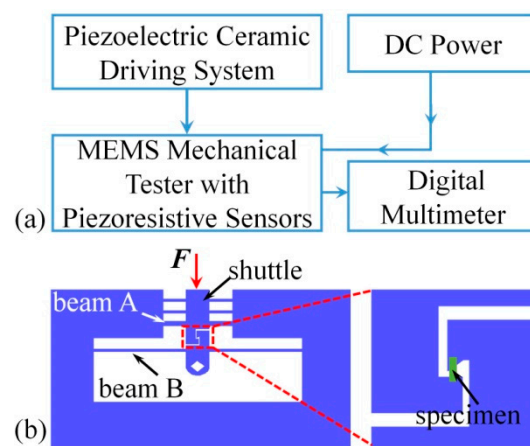 Piezoelectric Ceramic
Driving System
DC Power
MEMS Mechanical
Tester with
Piezoresistive Sensors
Digital
Multimeter
(a)
F
shuttle
beam A
beam B
specimen
(b)